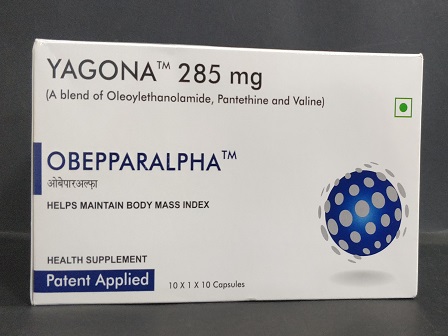 YAGONA™ 285 mg
(A blend of Oleoylethanolamide, Pantethine and Valine)
OBEPPARALPHA™
ओबेपारअल्फा
HELPS MAINTAIN BODY MASS INDEX
HEALTH SUPPLEMENT
Patent Applied
10 X 1 X 10 Capsules